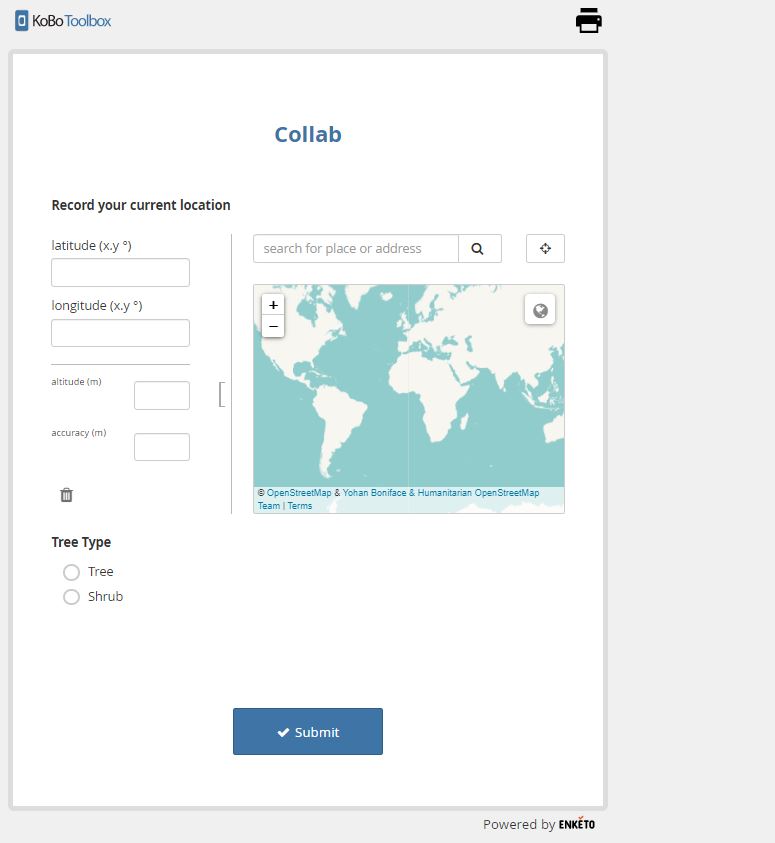 KoBoToolbox
Collab
Record your current location
latitude (x.y °)
longitude (x.y °)
altitude (m)
accuracy (m)
search for place or address
+
−
© OpenStreetMap & Yohan Boniface & Humanitarian OpenStreetMap
Team | Terms
Tree Type
Tree
Shrub
Submit
Powered by ENKETO